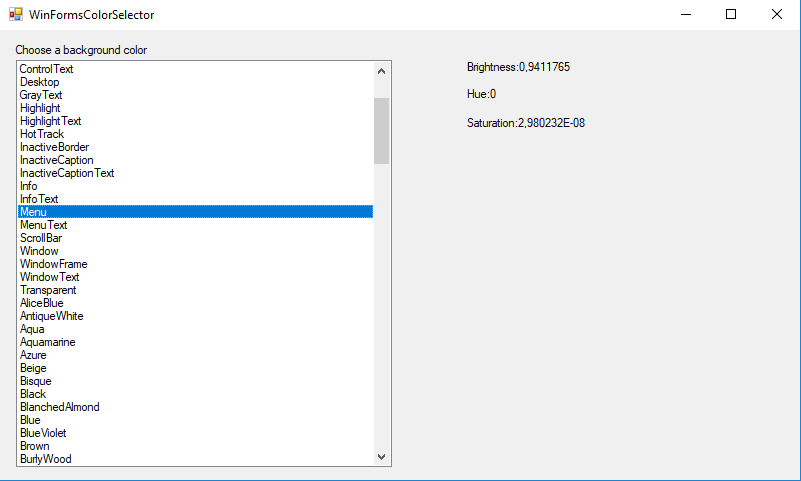 WinFormsColorSelector
Choose a background color
ControlText
Desktop
GrayText
Highlight
HighlightText
HotTrack
InactiveBorder
InactiveCaption
InactiveCaptionText
Info
InfoText
Menu
MenuText
ScrollBar
Window
WindowFrame
WindowText
Transparent
AliceBlue
AntiqueWhite
Aqua
Aquamarine
Azure
Beige
Bisque
Black
BlanchedAlmond
Blue
BlueViolet
Brown
BurlyWood
Brightness:0,9411765
Hue:0
Saturation:2,980232E-08